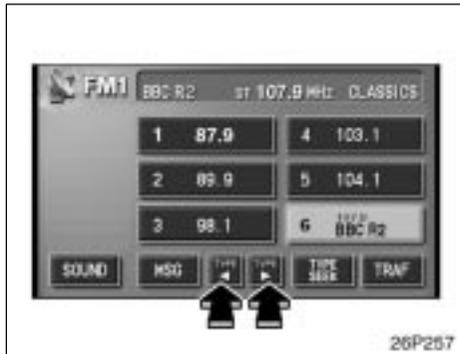 FM1 BBC R2 ST 107.9 MHz CLASSICS
1 87.9 4 103.1
2 89.9 5 104.1
3 98.1 6 BBC R2
SOUND MSG TYPE ◀ TYPE ▶ TYPE SEEK TRAF
26P257